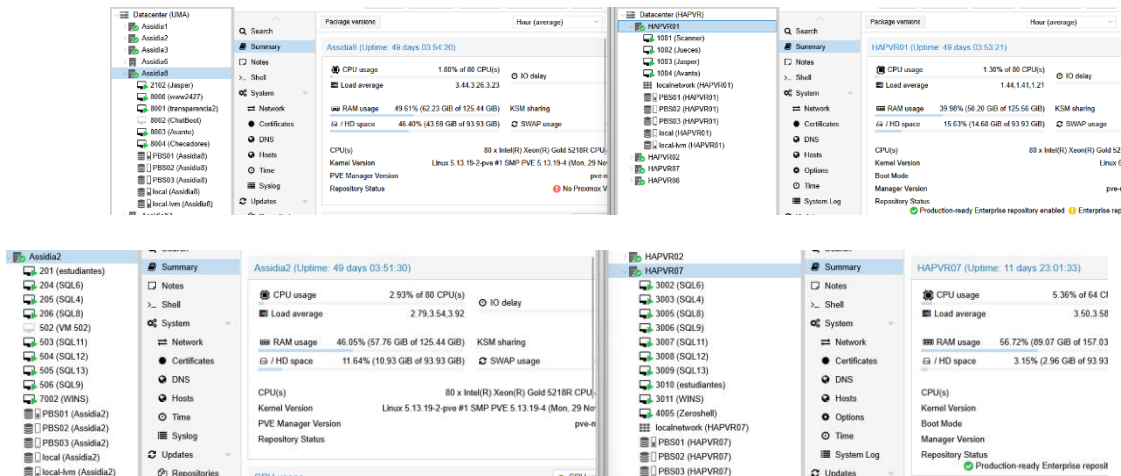 Datacenter (UMA)
Assidia1
Assidia2
Assidia3
Assidia6
Assidia8
2102 (Jasper)
8000 (www2427)
8001 (transparencia2)
8002 (ChatBoot)
8003 (Avanto)
8004 (Checadores)
PBS01 (Assidia8)
PBS02 (Assidia8)
PBS03 (Assidia8)
local (Assidia8)
local-lvm (Assidia8)
Search
Summary
Notes
>_ Shell
System
Network
Certificates
DNS
Hosts
Time
Syslog
Updates
Package versions
Hour (average)
Assidia8 (Uptime: 49 days 03:54:20)
CPU usage 1.80% of 80 CPU(s)
IO delay
Load average 3.44,3.26,3.23
RAM usage 49.61% (62.23 GiB of 125.44 GiB)
KSM sharing
/ HD space 46.40% (43.59 GiB of 93.93 GiB)
SWAP usage
CPU(s) 80 x Intel(R) Xeon(R) Gold 5218R CPU
Kernel Version Linux 5.13.19-2-pve #1 SMP PVE 5.13.19-4 (Mon, 29 Nov
PVE Manager Version pve-m
Repository Status No Proxmox V
Datacenter (HAPVR)
HAPVR01
1001 (Scanner)
1002 (Jueces)
1003 (Jasper)
1004 (Avanto)
localnetwork (HAPVR01)
PBS01 (HAPVR01)
PBS02 (HAPVR01)
PBS03 (HAPVR01)
local (HAPVR01)
local-lvm (HAPVR01)
HAPVR02
HAPVR07
HAPVR08
Search
Summary
Notes
>_ Shell
System
Network
Certificates
DNS
Hosts
Options
Time
System Log
Package versions
Hour (average)
HAPVR01 (Uptime: 49 days 03:53:21)
CPU usage 1.30% of 80 CPU(s)
IO delay
Load average 1.44,1.41,1.21
RAM usage 39.98% (50.20 GiB of 125.56 GiB)
KSM sharing
/ HD space 15.63% (14.68 GiB of 93.93 GiB)
SWAP usage
CPU(s) 80 x Intel(R) Xeon(R) Gold 52
Kernel Version Linux 6
Boot Mode
Manager Version pve-
Repository Status
Production-ready Enterprise repository enabled Enterprise rep
Assidia2
201 (estudiantes)
204 (SQL6)
205 (SQL4)
206 (SQL8)
502 (VM 502)
503 (SQL11)
504 (SQL12)
505 (SQL13)
506 (SQL9)
7002 (WINS)
PBS01 (Assidia2)
PBS02 (Assidia2)
PBS03 (Assidia2)
local (Assidia2)
local-lvm (Assidia2)
Summary
Notes
>_ Shell
System
Network
Certificates
DNS
Hosts
Time
Syslog
Updates
Repositories
Assidia2 (Uptime: 49 days 03:51:30)
CPU usage 2.93% of 80 CPU(s)
IO delay
Load average 2.79,3.54,3.92
RAM usage 46.05% (57.76 GiB of 125.44 GiB)
KSM sharing
/ HD space 11.64% (10.93 GiB of 93.93 GiB)
SWAP usage
CPU(s) 80 x Intel(R) Xeon(R) Gold 5218R CPU
Kernel Version Linux 5.13.19-2-pve #1 SMP PVE 5.13.19-4 (Mon, 29 Nov
PVE Manager Version pve-m
Repository Status
HAPVR02
HAPVR07
3002 (SQL6)
3003 (SQL4)
3005 (SQL8)
3006 (SQL9)
3007 (SQL11)
3008 (SQL12)
3009 (SQL13)
3010 (estudiantes)
3011 (WINS)
4005 (Zeroshell)
localnetwork (HAPVR07)
PBS01 (HAPVR07)
PBS02 (HAPVR07)
PBS03 (HAPVR07)
Summary
Notes
>_ Shell
System
Network
Certificates
DNS
Hosts
Options
Time
System Log
Updates
HAPVR07 (Uptime: 11 days 23:01:33)
CPU usage 5.36% of 64 CP
Load average 3.50,3.58
RAM usage 56.72% (89.07 GiB of 157.03
/ HD space 3.15% (2.96 GiB of 93.93
CPU(s)
Kernel Version
Boot Mode
Manager Version
Repository Status
Production-ready Enterprise reposit